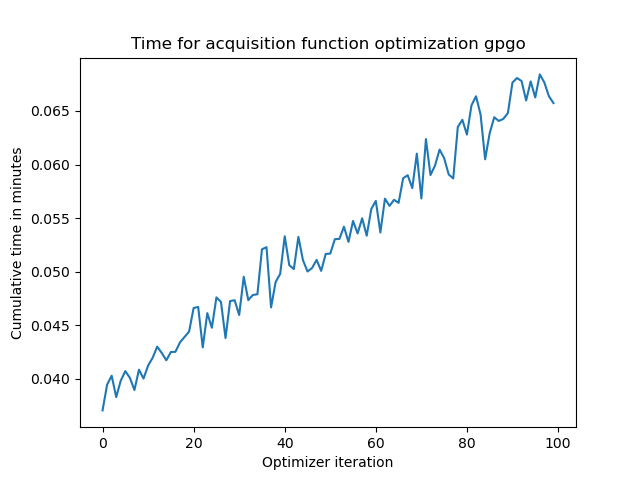 Time for acquisition function optimization gpgo
Cumulative time in minutes
0.065
0.060
0.055
0.050
0.045
0.040
0 20 40 60 80 100
Optimizer iteration